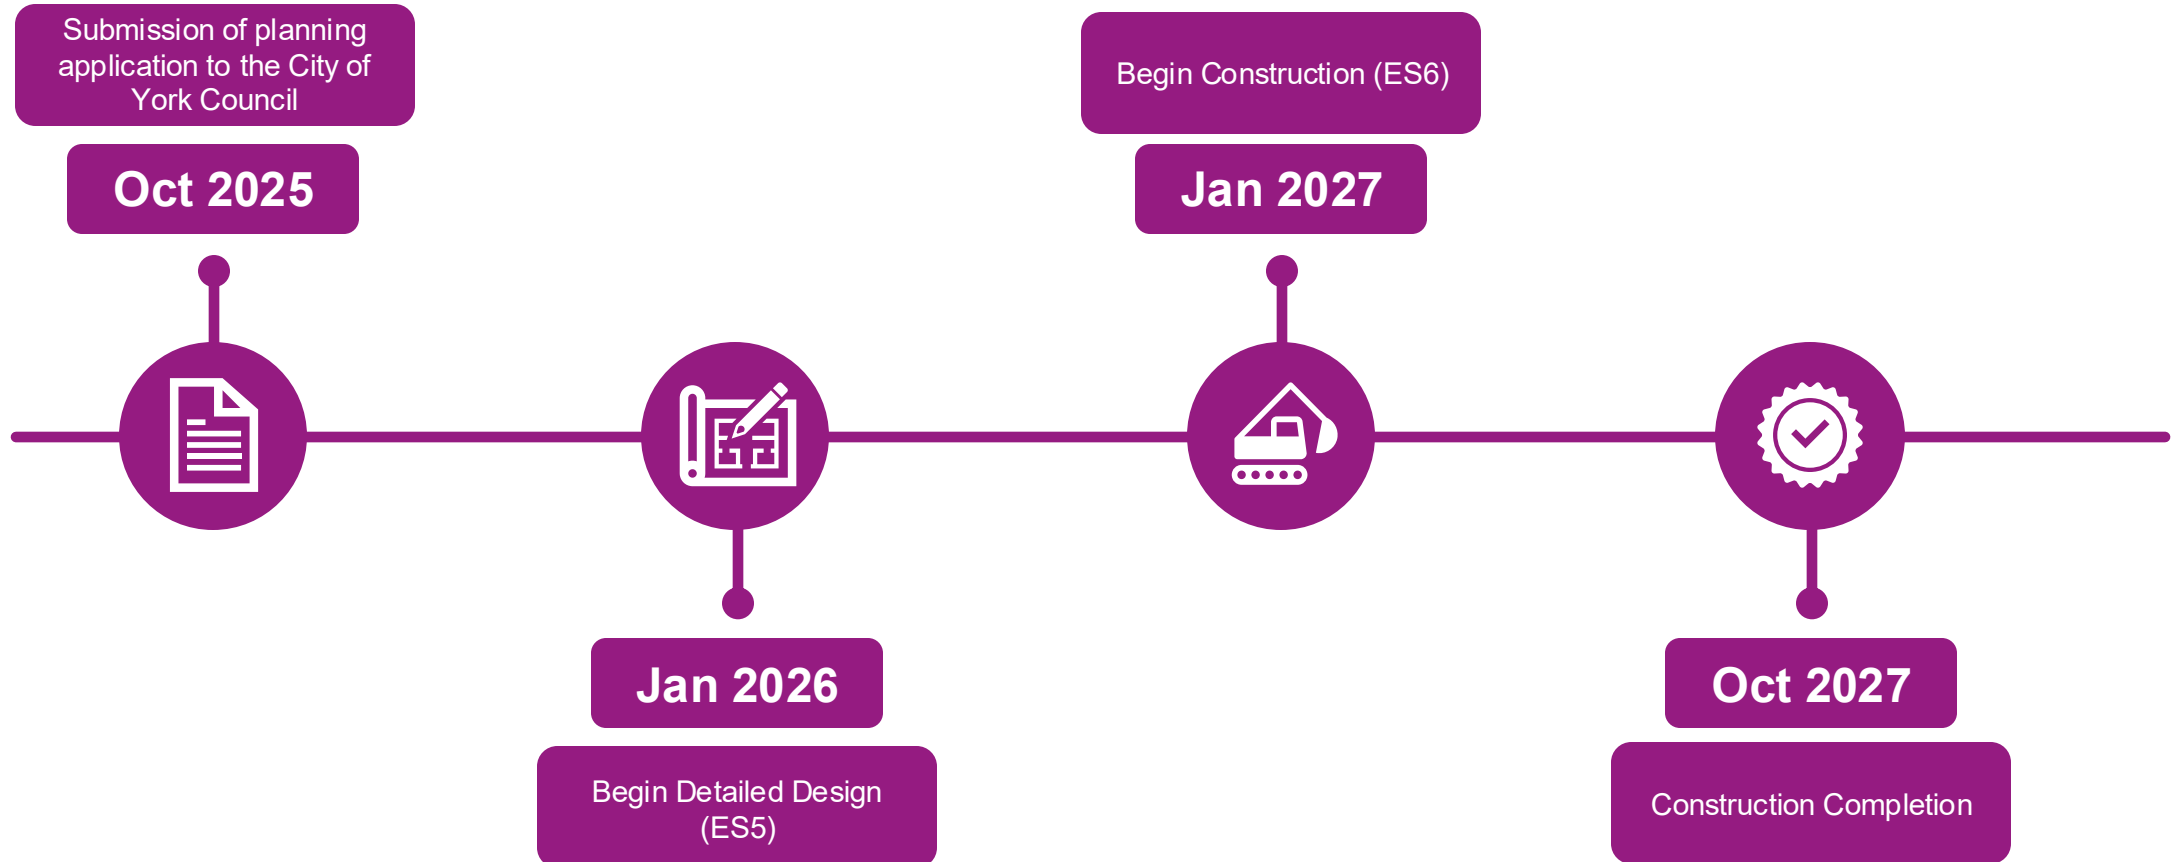 Submission of planning
application to the City of
York Council
Oct 2025
Jan 2026
Begin Detailed Design
(ES5)
Begin Construction (ES6)
Jan 2027
Oct 2027
Construction Completion